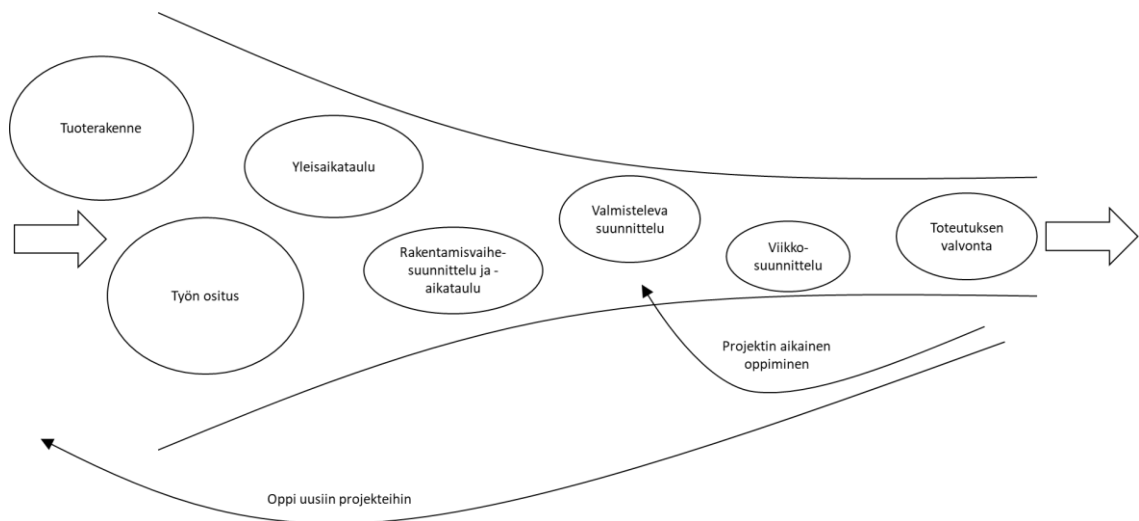 Tuoterakenne
Yleisaikataulu
Työn ositus
Rakentamisvaihe-
suunnittelu ja -
aikataulu
Valmisteleva
suunnittelu
Viikko-
suunnittelu
Toteutuksen
valvonta
Projektin aikainen
oppiminen
Oppi uusiin projekteihin